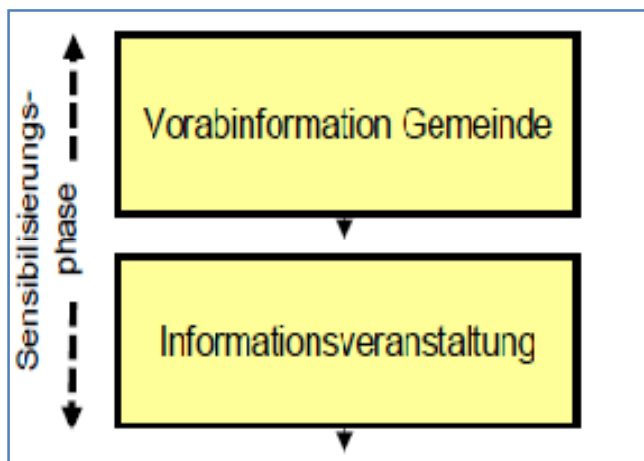 Sensibilisierungs-
phase
Vorabinformation Gemeinde
Informationsveranstaltung